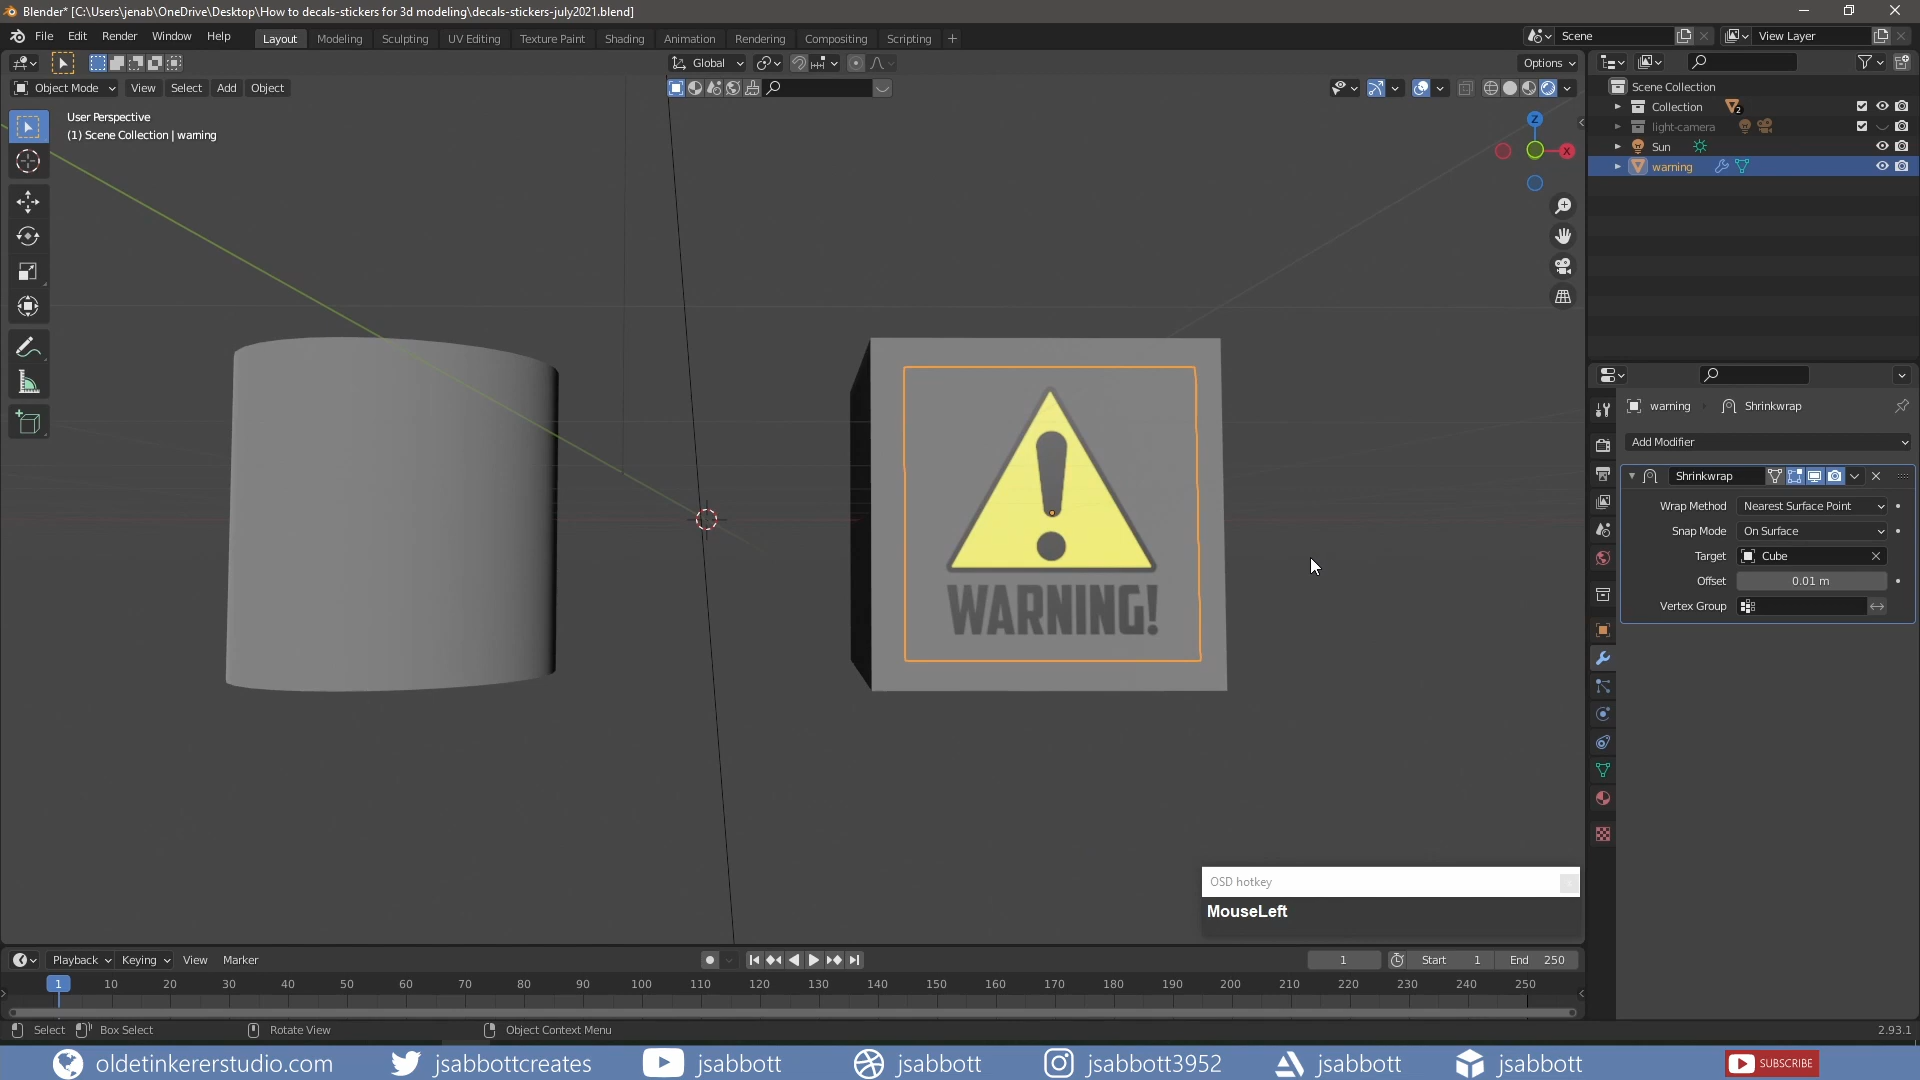 Blender* [C:\Users\jenab\OneDrive\Desktop\How to decals-stickers for 3d modeling\decals-stickers-july2021.blend]
File Edit Render Window Help Layout Modeling Sculpting UV Editing Texture Paint Shading Animation Rendering Compositing Scripting + Scene View Layer
Global Options
Object Mode View Select Add Object
User Perspective
(1) Scene Collection | warning
Z
X
Scene Collection
Collection 2
light-camera
Sun
warning
warning Shrinkwrap
Add Modifier
Shrinkwrap
Wrap Method Nearest Surface Point
Snap Mode On Surface
Target Cube
Offset 0.01 m
Vertex Group
!
WARNING!
OSD hotkey
MouseLeft
Playback Keying View Marker 1 Start 1 End 250
1 10 20 30 40 50 60 70 80 90 100 110 120 130 140 150 160 170 180 190 200 210 220 230 240 250
Select Box Select Rotate View Object Context Menu 2.93.1
oldetinkererstudio.com jsabbottcreates jsabbott jsabbott jsabbott3952 jsabbott jsabbott SUBSCRIBE